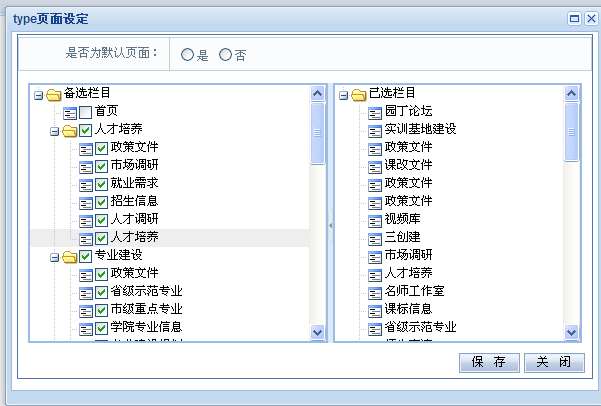 type页面设定
是否为默认页面： 是 否
备选栏目
首页
人才培养
政策文件
市场调研
就业需求
招生信息
人才调研
人才培养
专业建设
政策文件
省级示范专业
市级重点专业
学院专业信息
已选栏目
园丁论坛
实训基地建设
政策文件
课改文件
政策文件
政策文件
视频库
三创建
市场调研
人才培养
名师工作室
课标信息
省级示范专业
保 存 关 闭